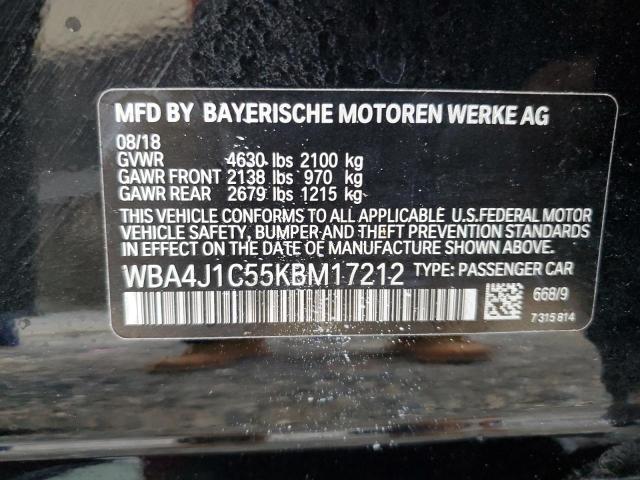 MFD BY BAYERISCHE MOTOREN WERKE AG
08/18
GVWR 4630 lbs 2100 kg
GAWR FRONT 2138 lbs 970 kg
GAWR REAR 2679 lbs 1215 kg
THIS VEHICLE CONFORMS TO ALL APPLICABLE U.S.FEDERAL MOTOR
VEHICLE SAFETY, BUMPER AND THEFT PREVENTION STANDARDS
IN EFFECT ON THE DATE OF MANUFACTURE SHOWN ABOVE.
WBA4J1C55KBM17212 TYPE: PASSENGER CAR
668/9
7315814